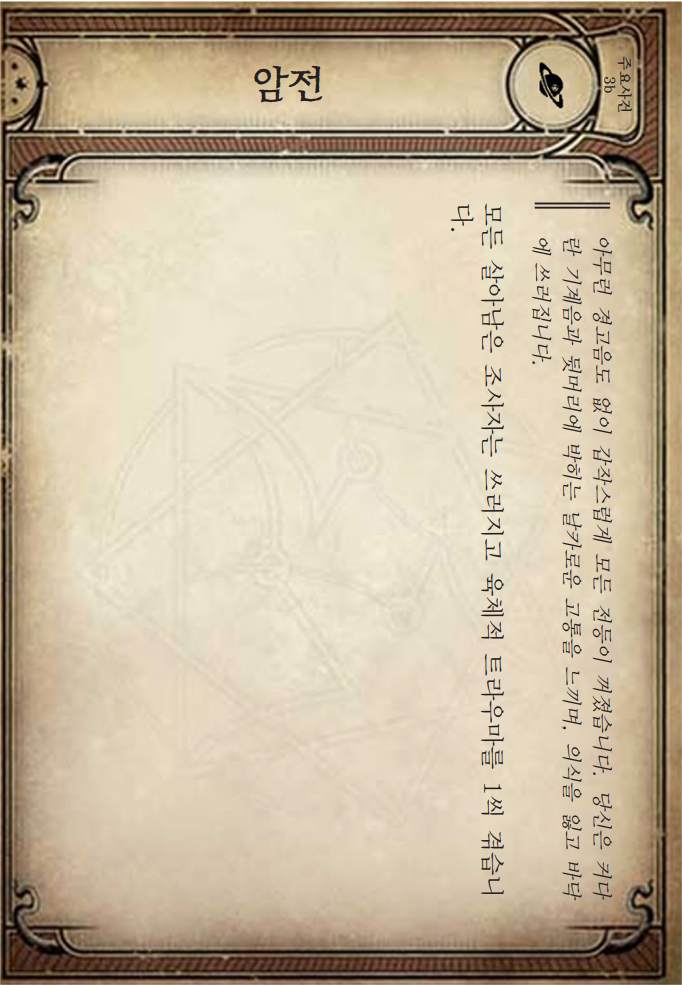 주요사건
3b
암전
아무런 경고음도 없이 갑작스럽게 모든 전등이 꺼졌습니다. 당신은 커다
란 기계음과 뒷머리에 박히는 날카로운 고통을 느끼며, 의식을 잃고 바닥
에 쓰러집니다.
모든 살아남은 조사자는 쓰러지고 육체적 트라우마를 1씩 겪습니
다.